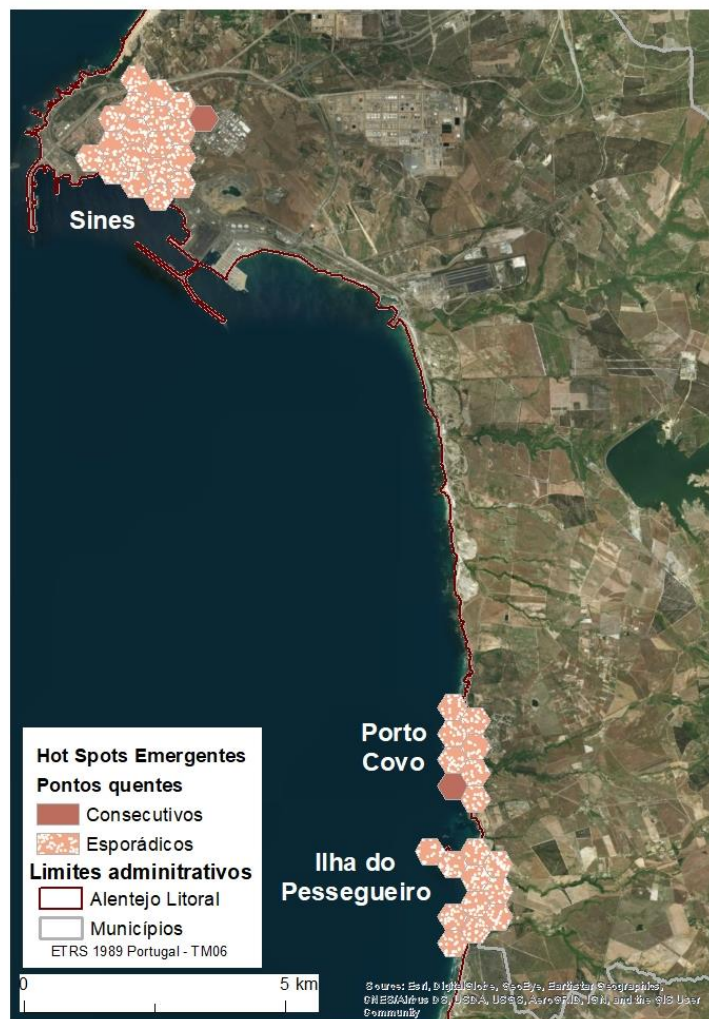 Sines
Porto
Covo
Ilha do
Pessegueiro
Hot Spots Emergentes
Pontos quentes
Consecutivos
Esporádicos
Limites adminitrativos
Alentejo Litoral
Municípios
ETRS 1989 Portugal - TM06
0 5 km
Source: Esri, DigitalGlobe, GeoEye, Earthstar Geographics,
CNES/Airbus DS, USDA, USGS, AeroGRID, IGN, and the GIS User
Community